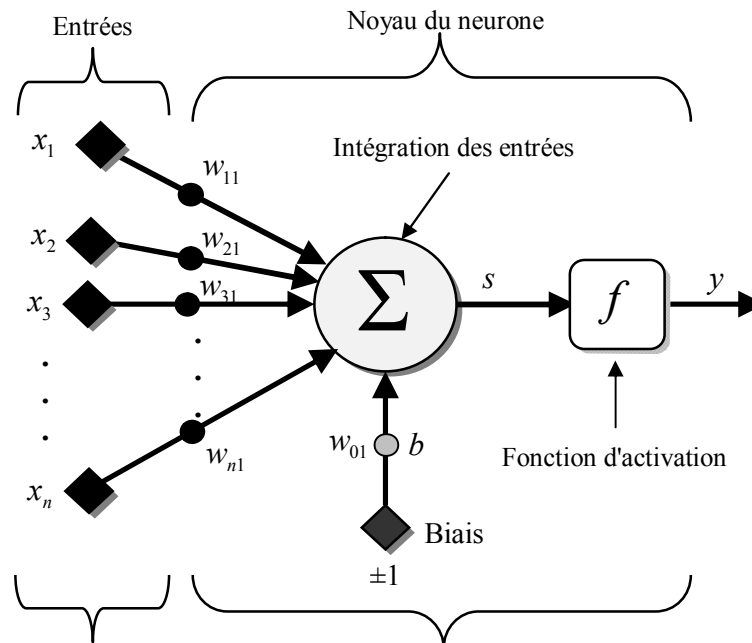 Entrées
Noyau du neurone
x₁
w₁₁
Intégration des entrées
x₂
w₂₁
x₃
w₃₁
Σ
s
f
y
xₙ
wₙ₁
w₀₁
b
Fonction d'activation
Biais
±1